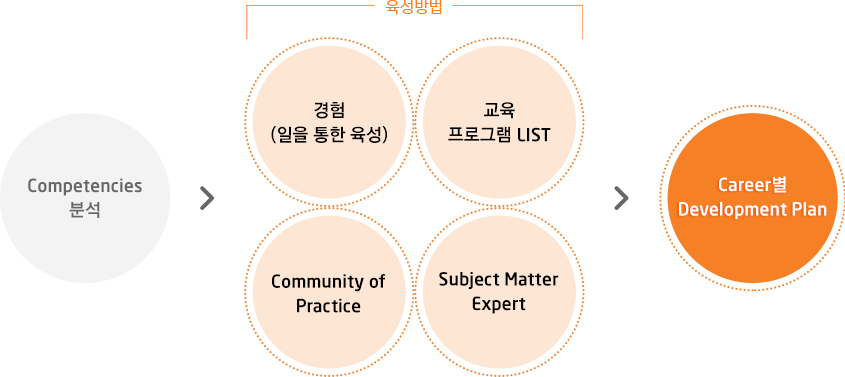 육성방법
Competencies
분석
경험
(일을 통한 육성)
교육
프로그램 LIST
Community of
Practice
Subject Matter
Expert
Career별
Development Plan